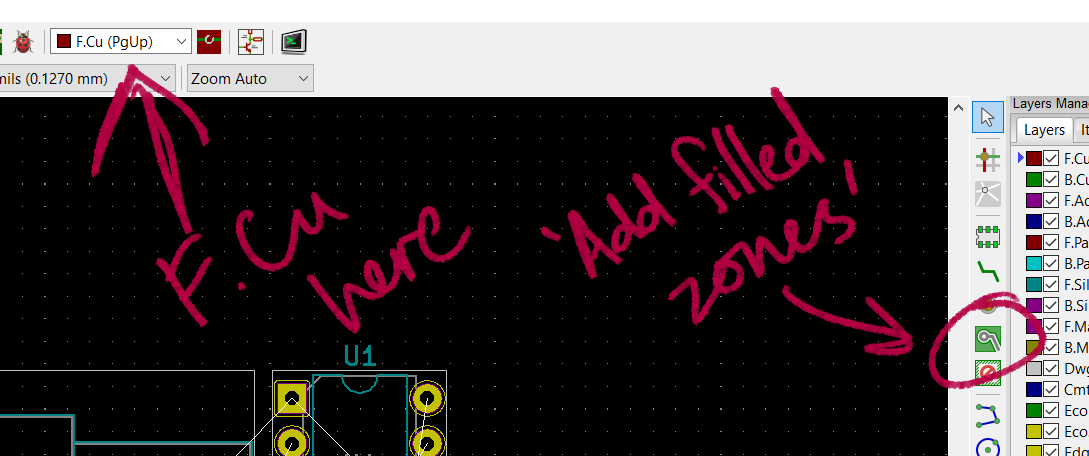 F.Cu (PgUp)
mils (0.1270 mm)
Zoom Auto
Layers Mana
Layers
It
F.Cu
B.Cu
F.Ad
B.Ad
F.Pa
B.Pa
F.Sil
B.Si
F.Ma
B.M
Dwg
Cmt
Eco
Eco
Edg
F.Cu
here
'Add filled
zones'
U1